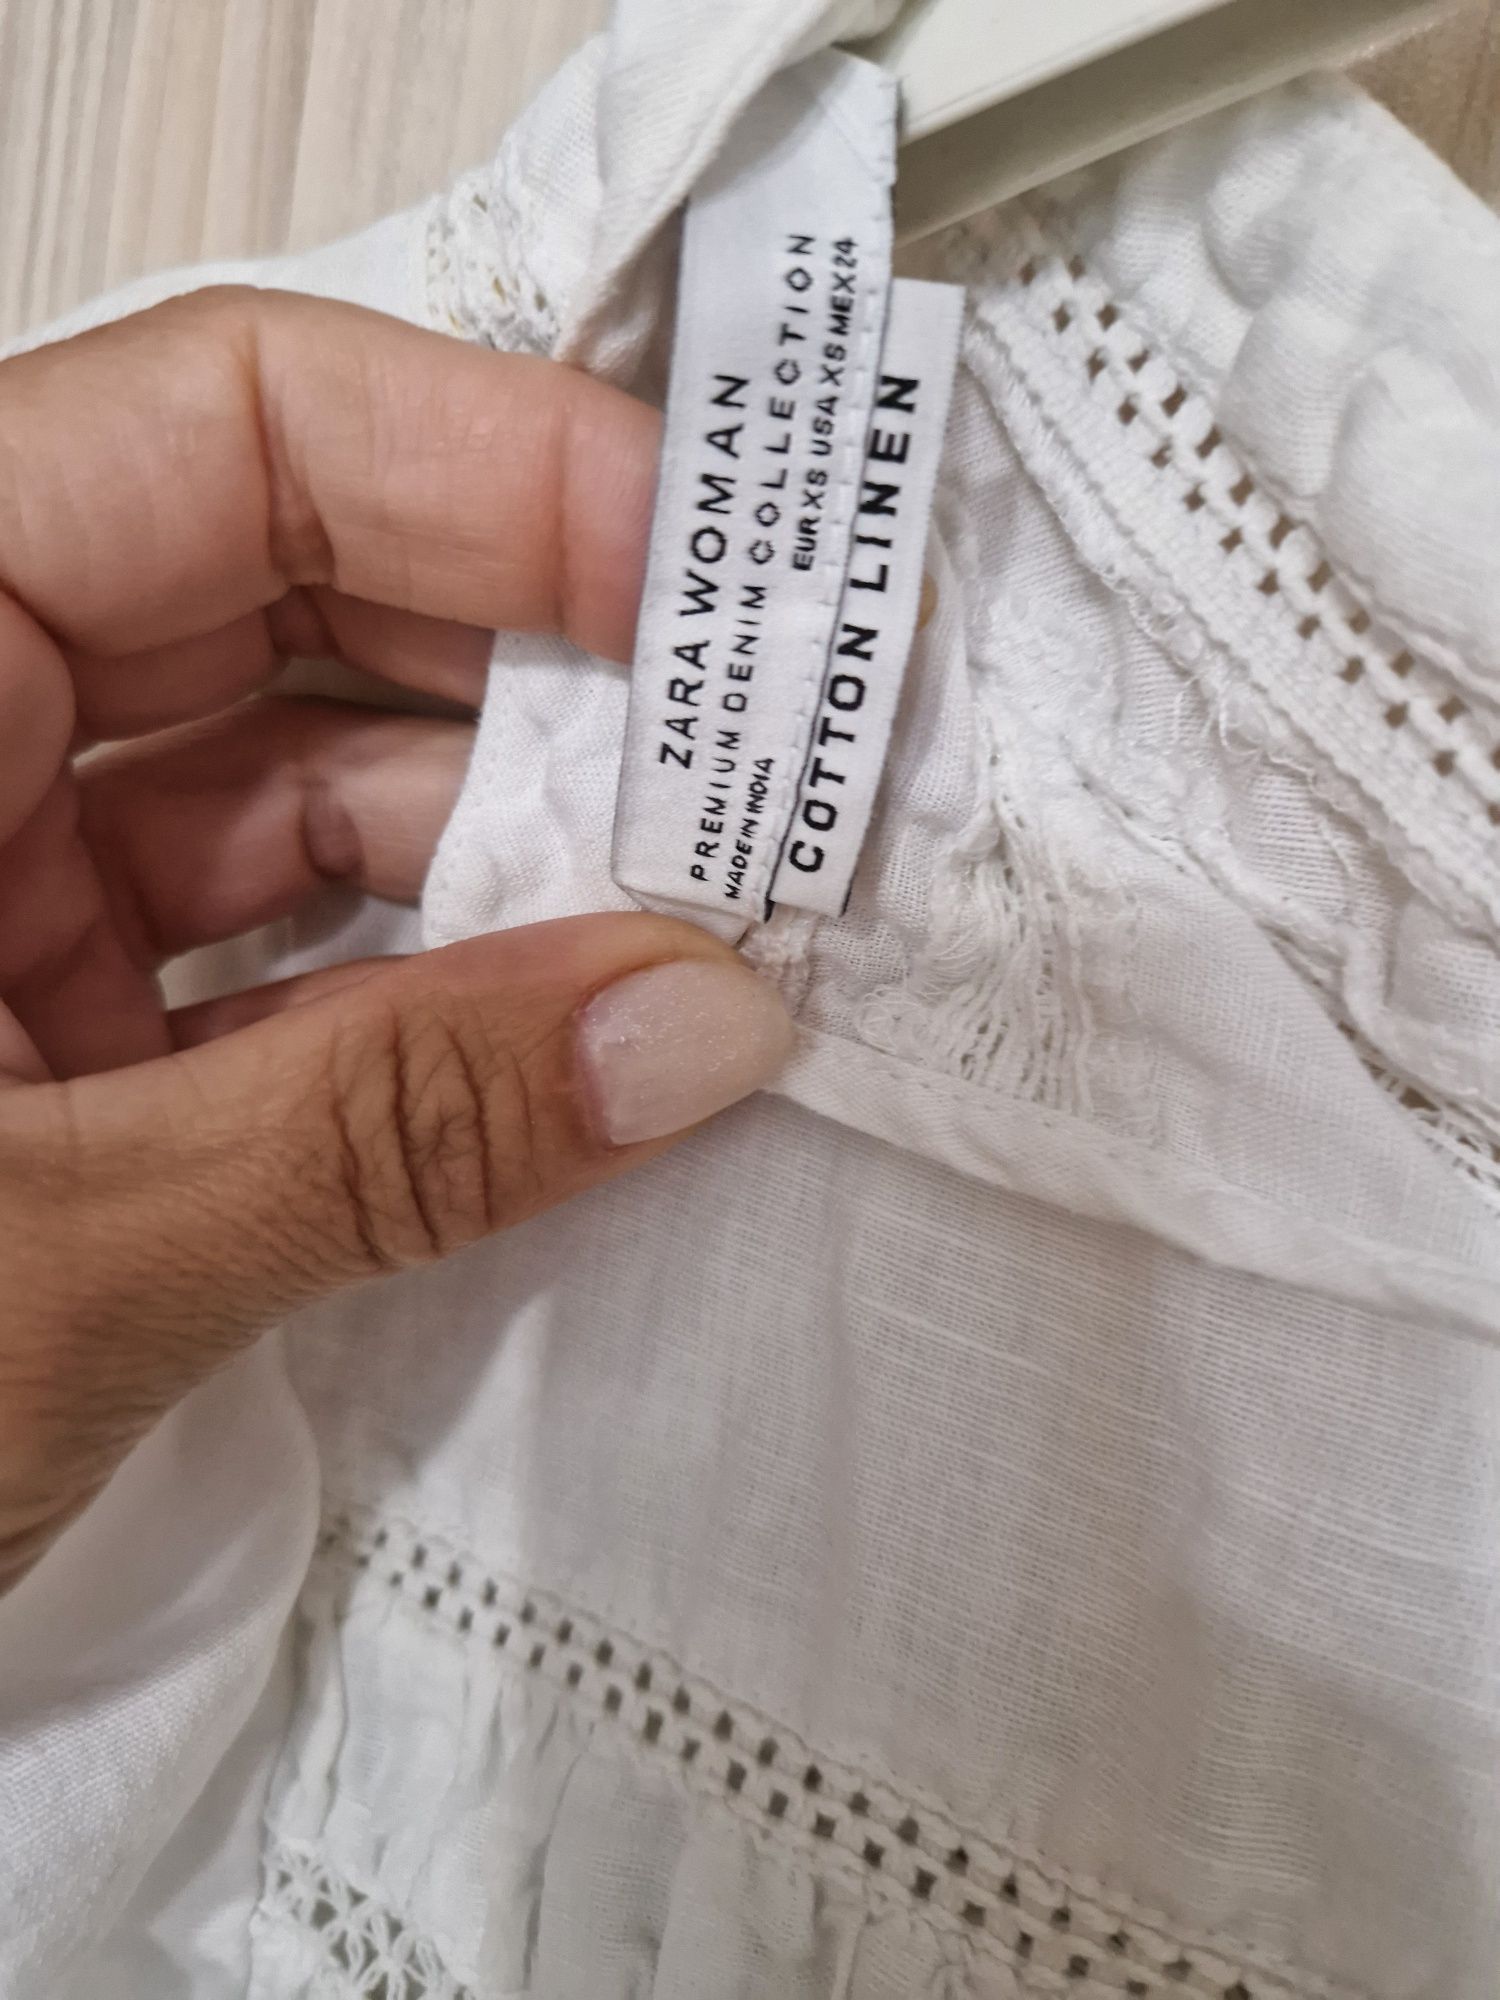 ZARA WOMAN
PREMIUM DENIM COLLECTION
MADE IN INDIA
EUR XS USA XS MEX 24
COTTON LINEN